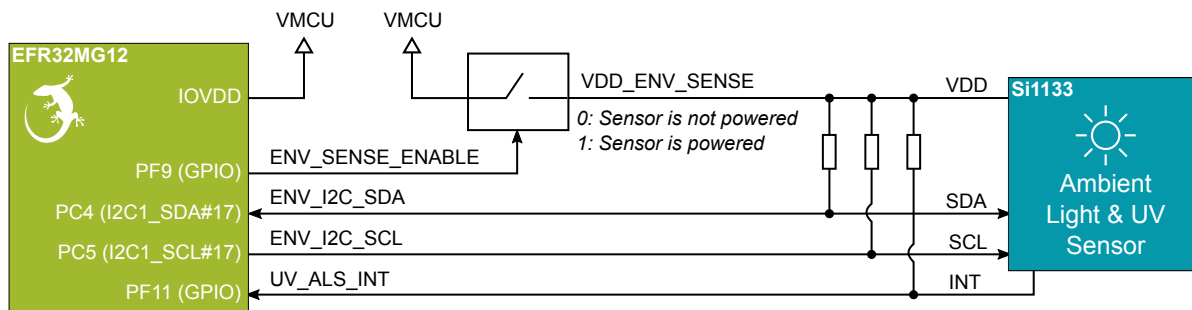 VMCU
VMCU
EFR32MG12
IOVDD
VDD_ENV_SENSE
VDD
Si1133
0: Sensor is not powered
1: Sensor is powered
PF9 (GPIO)
ENV_SENSE_ENABLE
PC4 (I2C1_SDA#17)
ENV_I2C_SDA
SDA
PC5 (I2C1_SCL#17)
ENV_I2C_SCL
SCL
PF11 (GPIO)
UV_ALS_INT
INT
Ambient
Light & UV
Sensor